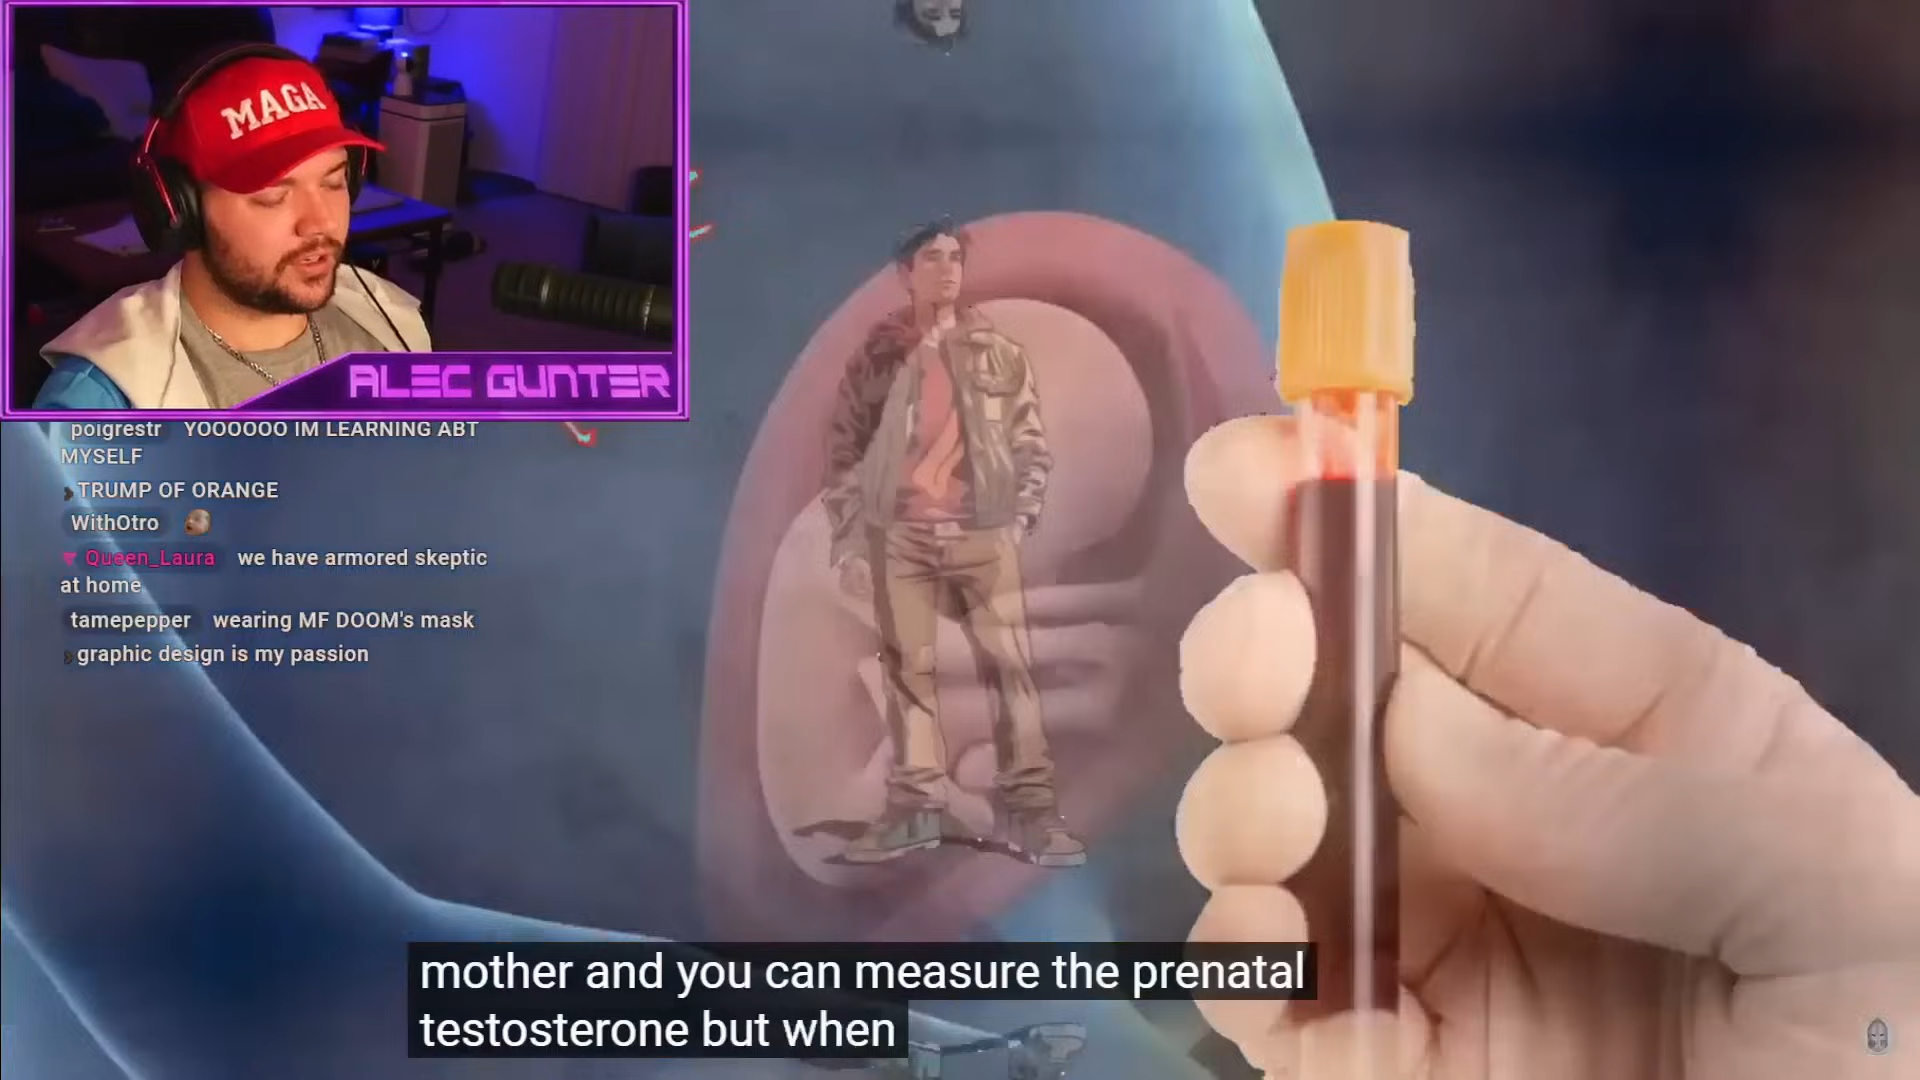 MAGA
ALEC GUNTER
poigrestr YOOOOOO IM LEARNING ABT
MYSELF
TRUMP OF ORANGE
WithOtro
Queen_Laura we have armored skeptic
at home
tamepepper wearing MF DOOM's mask
graphic design is my passion
mother and you can measure the prenatal
testosterone but when